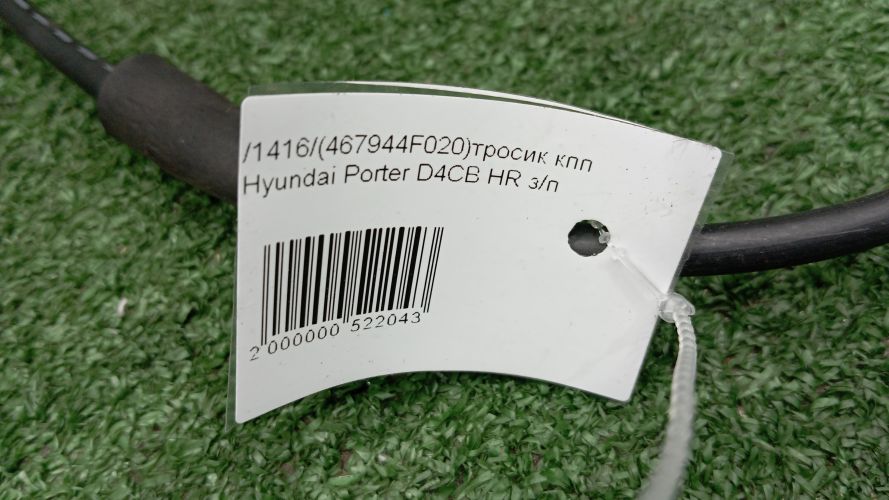 /1416/(467944F020)тросик кпп
Hyundai Porter D4CB HR з/п
2 000000 522043